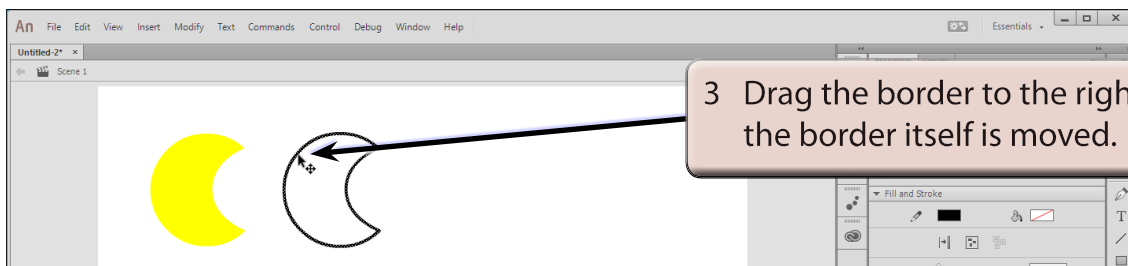 An File Edit View Insert Modify Text Commands Control Debug Window Help Essentials
Untitled-2* ×
Scene 1
3 Drag the border to the righ
the border itself is moved.
Fill and Stroke